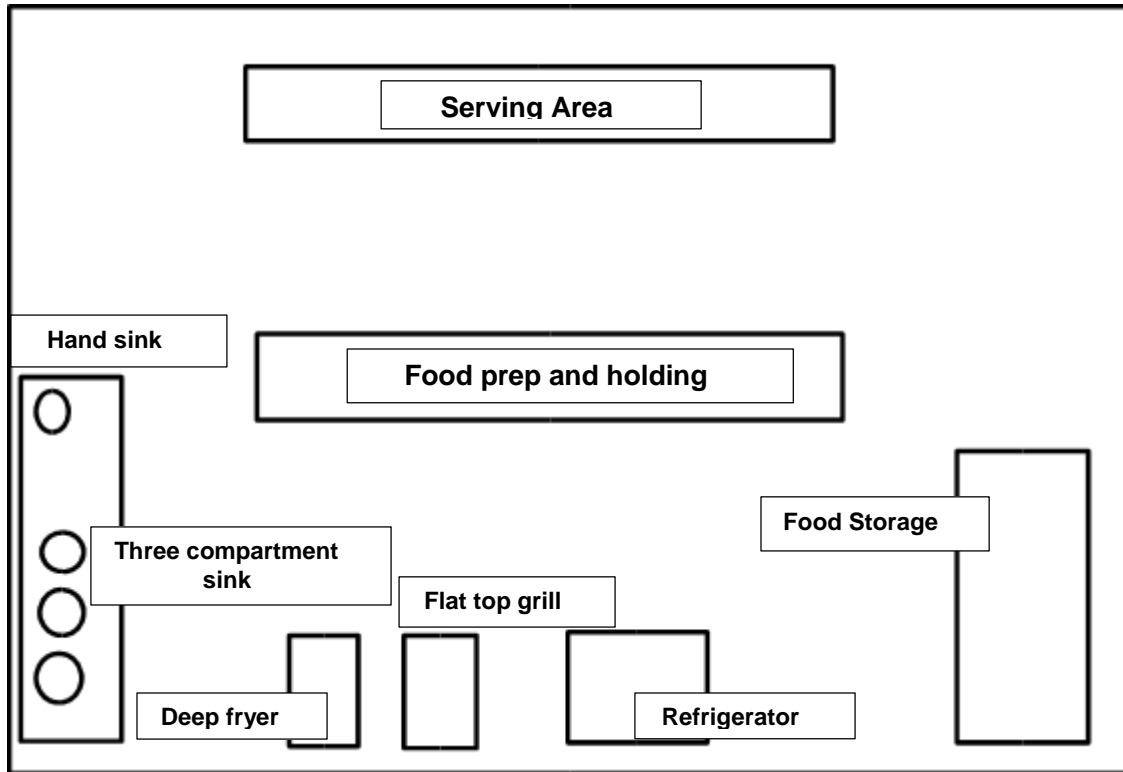 Serving Area
Hand sink
Food prep and holding
Food Storage
Three compartment
sink
Flat top grill
Deep fryer
Refrigerator